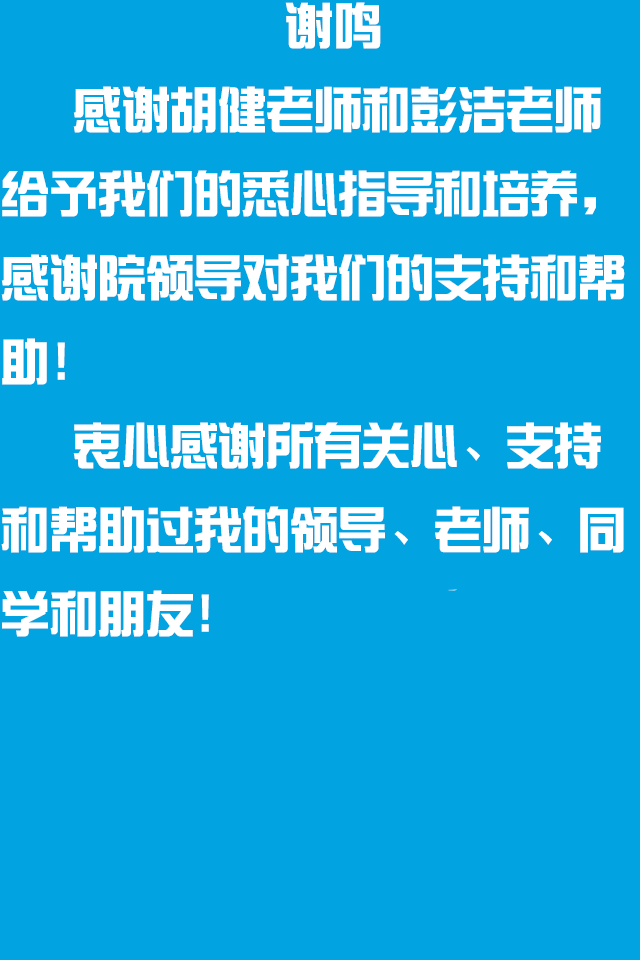 谢鸣
感谢胡健老师和彭洁老师
给予我们的悉心指导和培养，
感谢院领导对我们的支持和帮
助！
衷心感谢所有关心、支持
和帮助过我的领导、老师、同
学和朋友！